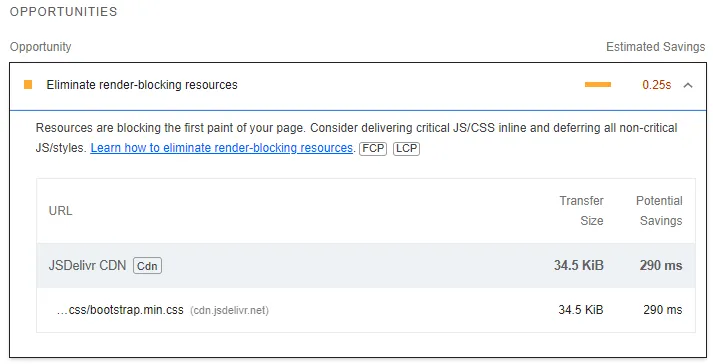 OPPORTUNITIES
Opportunity Estimated Savings
Eliminate render-blocking resources 0.25s
Resources are blocking the first paint of your page. Consider delivering critical JS/CSS inline and deferring all non-critical
JS/styles. Learn how to eliminate render-blocking resources. FCP LCP
URL Transfer Size Potential Savings
JSDelivr CDN Cdn 34.5 KiB 290 ms
…css/bootstrap.min.css (cdn.jsdelivr.net) 34.5 KiB 290 ms